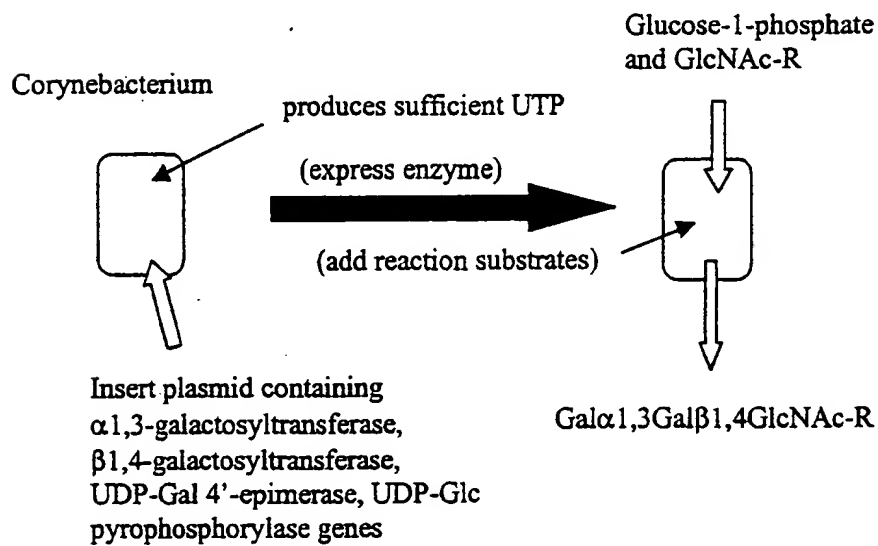 Glucose-1-phosphate
and GlcNAc-R
Corynebacterium
produces sufficient UTP
(express enzyme)
(add reaction substrates)
Insert plasmid containing
α1,3-galactosyltransferase,
β1,4-galactosyltransferase,
UDP-Gal 4'-epimerase, UDP-Glc
pyrophosphorylase genes
Galα1,3Galβ1,4GlcNAc-R